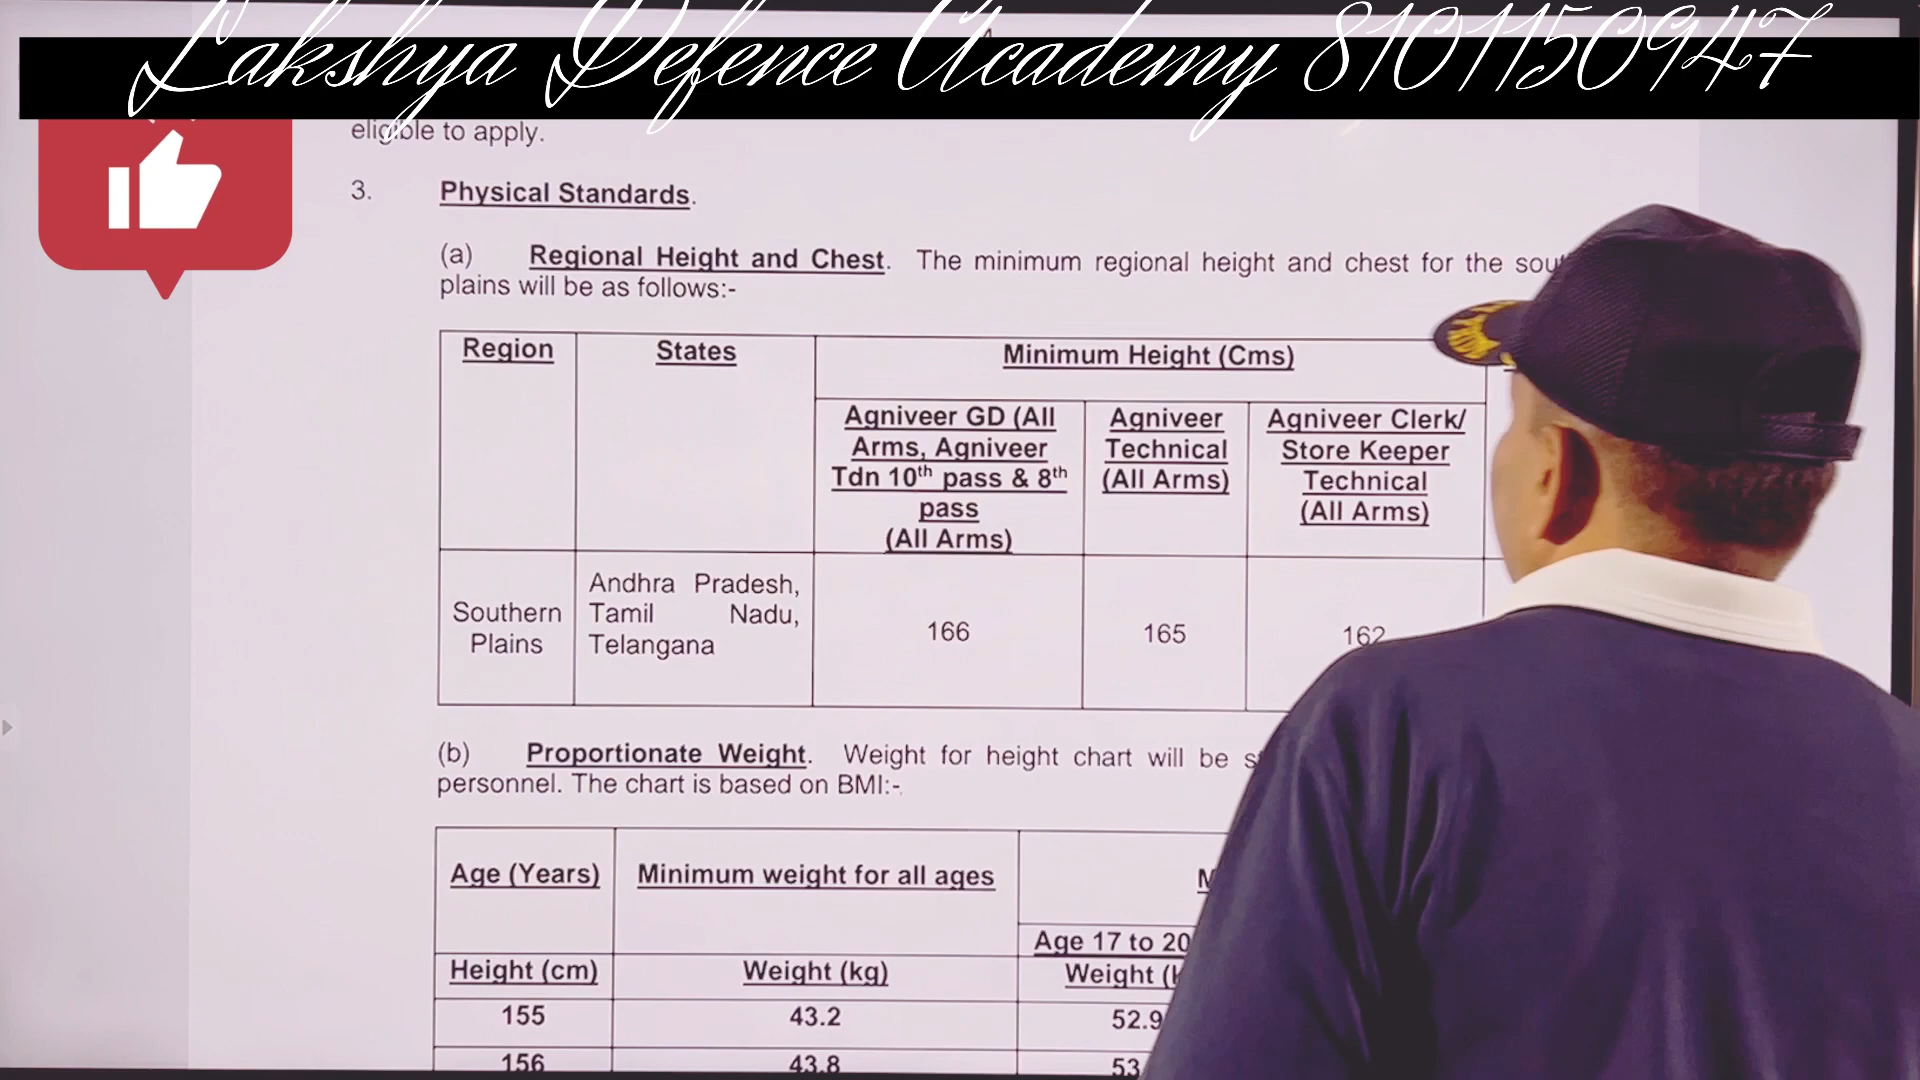 Lakshya Defence Academy 8101150947
eligible to apply.
3. Physical Standards.
(a) Regional Height and Chest. The minimum regional height and chest for the
plains will be as follows:-
Region States Minimum Height (Cms)
Agniveer GD (All
Arms, Agniveer
Tdn 10th pass & 8th
pass
(All Arms)
Agniveer
Technical
(All Arms)
Agniveer Clerk/
Store Keeper
Technical
(All Arms)
Southern
Plains
Andhra Pradesh,
Tamil Nadu,
Telangana
166
165
162
(b) Proportionate Weight. Weight for height chart will be
personnel. The chart is based on BMI:-
Age (Years) Minimum weight for all ages
Age 17 to 20
Height (cm) Weight (kg) Weight
155 43.2 52.9
156 43.8 53